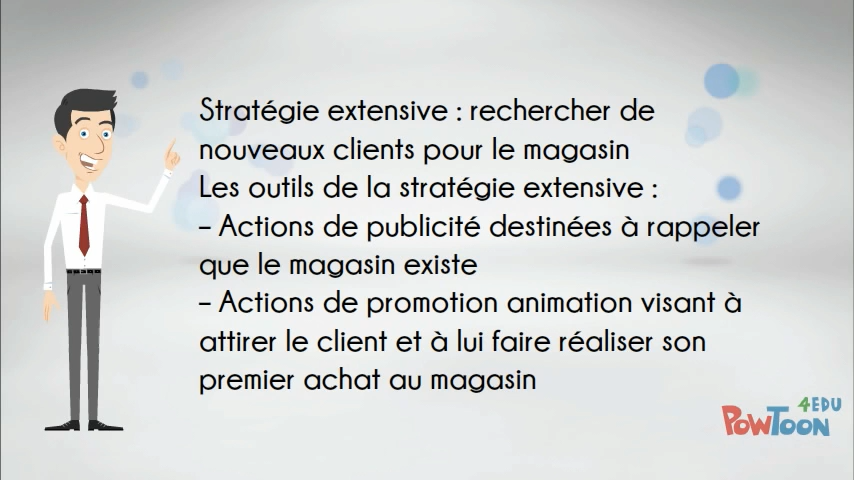 Stratégie extensive : rechercher de
nouveaux clients pour le magasin
Les outils de la stratégie extensive :
– Actions de publicité destinées à rappeler
que le magasin existe
– Actions de promotion animation visant à
attirer le client et à lui faire réaliser son
premier achat au magasin
4EDU
POWTOON